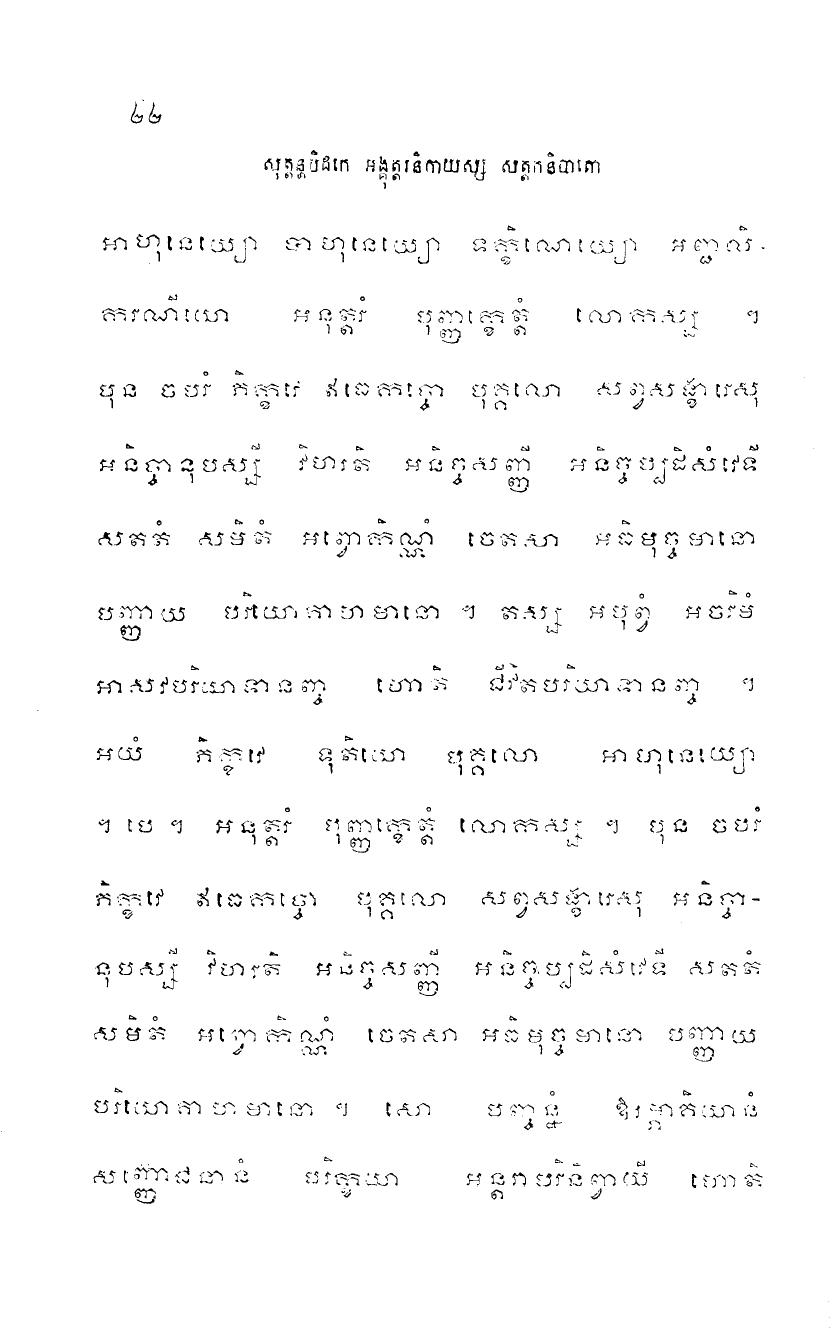 ២២
សុត្តន្តបិដកេ អង្គុត្តរនិកាយស្ស សត្តកនិបាតោ
អាហុនេយ្យោ បាហុនេយ្យោ ទក្ខិណេយ្យោ អញ្ជលិ-
ករណីយោ អនុត្តរំ បុញ្ញក្ខេត្តំ លោកស្ស ។
បុន ចបរំ ភិក្ខវេ ឥធេកច្ចោ បុគ្គលោ សព្វសង្ខារេសុ
អនិច្ចានុបស្សី វិហរតិ អនិច្ចសញ្ញី អនិច្ចប្បដិសំវេទី
សតតំ សមិតំ អព្វោកិណ្ណំ ចេតសា អធិមុច្ចមានោ
បញ្ញាយ បរិយោគាហមានោ ។ តស្ស អបុព្វំ អចរិមំ
អាសវបរិយាទានញ្ច ហោតិ ជីវិតបរិយាទានញ្ច ។
អយំ ភិក្ខវេ ទុតិយោ បុគ្គលោ អាហុនេយ្យោ
។ បេ ។ អនុត្តរំ បុញ្ញក្ខេត្តំ លោកស្ស ។ បុន ចបរំ
ភិក្ខវេ ឥធេកច្ចោ បុគ្គលោ សព្វសង្ខារេសុ អនិច្ចា-
នុបស្សី វិហរតិ អនិច្ចសញ្ញី អនិច្ចប្បដិសំវេទី សតតំ
សមិតំ អព្វោកិណ្ណំ ចេតសា អធិមុច្ចមានោ បញ្ញាយ
បរិយោគាហមានោ ។ សោ បញ្ចន្នំ ឱរម្ភាគិយានំ
សញ្ញោជនានំ បរិក្ខយា អន្តរាបរិនិព្វាយី ហោតិ